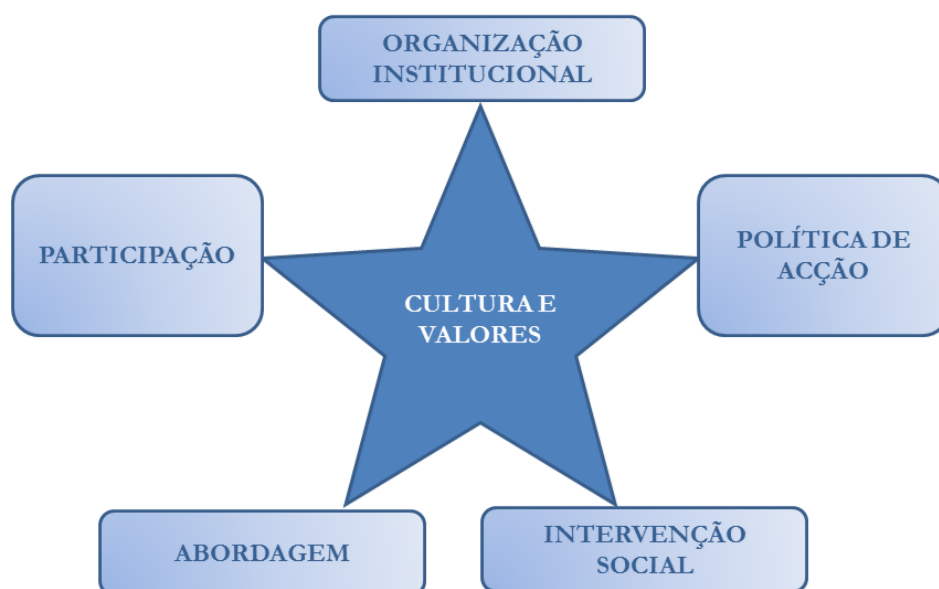 ORGANIZAÇÃO
INSTITUCIONAL
PARTICIPAÇÃO
POLÍTICA DE
ACÇÃO
CULTURA E
VALORES
ABORDAGEM
INTERVENÇÃO
SOCIAL